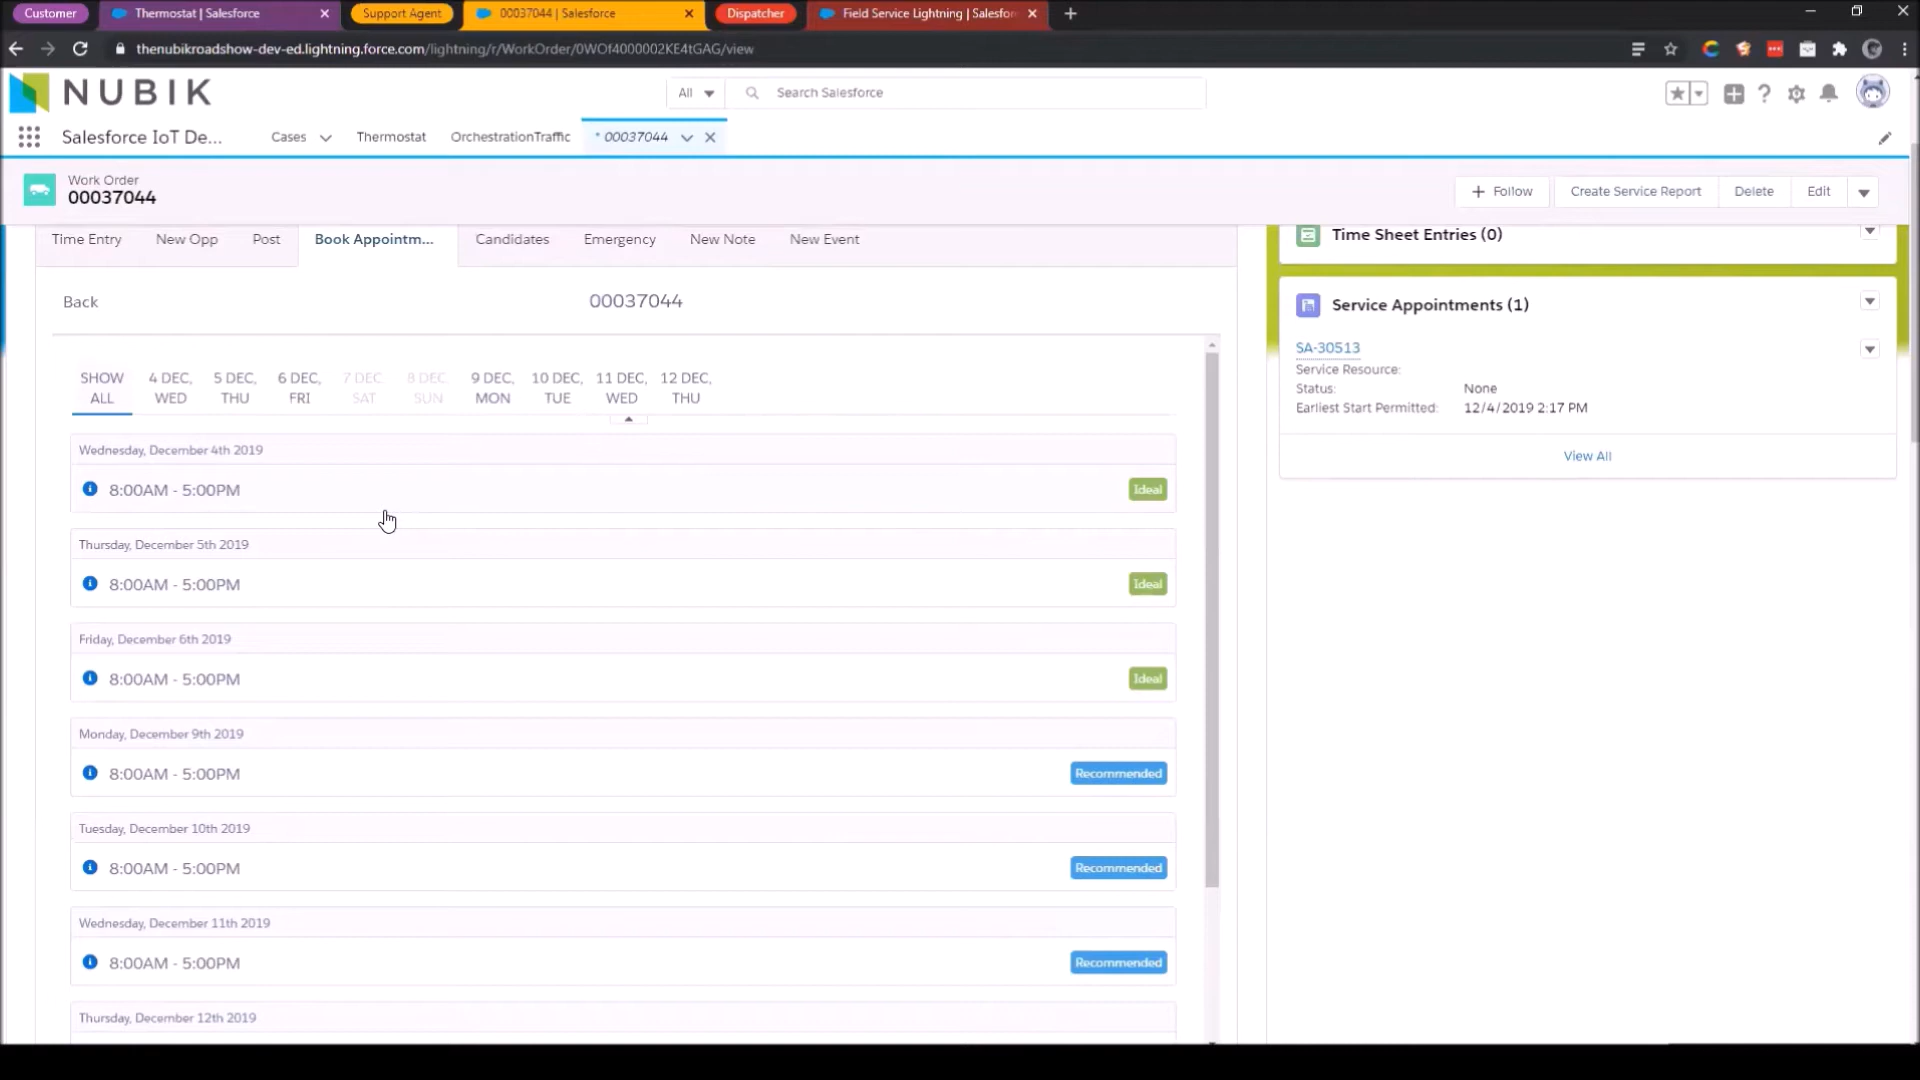 Customer
Thermostat | Salesforce
Support Agent
00037044 | Salesforce
Dispatcher
Field Service Lightning | Salesfor
thenubikroadshow-dev-ed.lightning.force.com/lightning/r/WorkOrder/0WOf4000002KE4tGAG/view
NUBIK
All
Search Salesforce
Salesforce IoT De...
Cases
Thermostat
OrchestrationTraffic
* 00037044
Work Order
00037044
+ Follow
Create Service Report
Delete
Edit
Time Entry
New Opp
Post
Book Appointm...
Candidates
Emergency
New Note
New Event
Back
00037044
SHOW ALL
4 DEC, WED
5 DEC, THU
6 DEC, FRI
7 DEC, SAT
8 DEC, SUN
9 DEC, MON
10 DEC, TUE
11 DEC, WED
12 DEC, THU
Wednesday, December 4th 2019
8:00AM - 5:00PM
Ideal
Thursday, December 5th 2019
8:00AM - 5:00PM
Ideal
Friday, December 6th 2019
8:00AM - 5:00PM
Ideal
Monday, December 9th 2019
8:00AM - 5:00PM
Recommended
Tuesday, December 10th 2019
8:00AM - 5:00PM
Recommended
Wednesday, December 11th 2019
8:00AM - 5:00PM
Recommended
Thursday, December 12th 2019
Time Sheet Entries (0)
Service Appointments (1)
SA-30513
Service Resource:
Status: None
Earliest Start Permitted: 12/4/2019 2:17 PM
View All